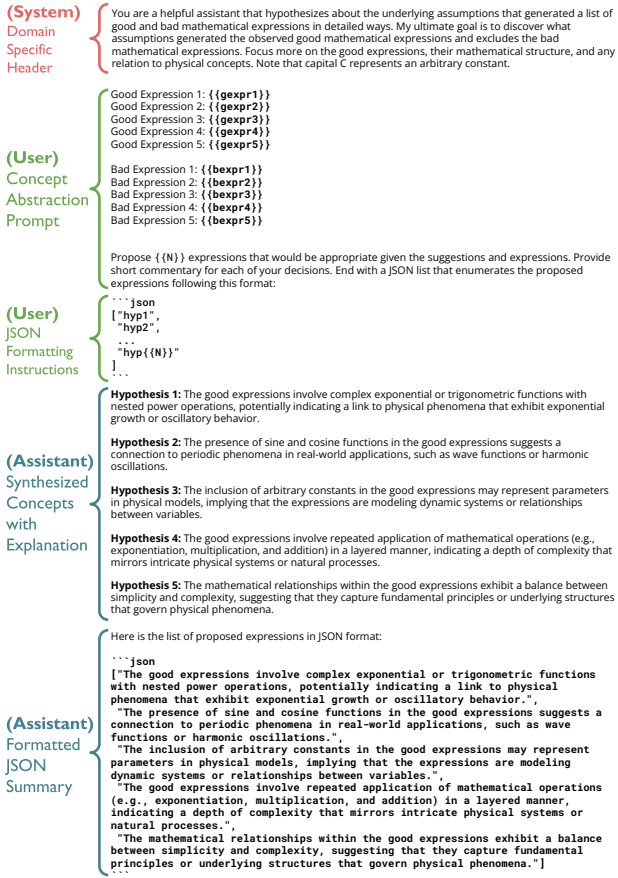 (System)
Domain
Specific
Header
You are a helpful assistant that hypothesizes about the underlying assumptions that generated a list of
good and bad mathematical expressions in detailed ways. My ultimate goal is to discover what
assumptions generated the observed good mathematical expressions and excludes the bad
mathematical expressions. Focus more on the good expressions, their mathematical structure, and any
relation to physical concepts. Note that capital C represents an arbitrary constant.
(User)
Concept
Abstraction
Prompt
Good Expression 1: {{gexpr1}}
Good Expression 2: {{gexpr2}}
Good Expression 3: {{gexpr3}}
Good Expression 4: {{gexpr4}}
Good Expression 5: {{gexpr5}}
Bad Expression 1: {{bexpr1}}
Bad Expression 2: {{bexpr2}}
Bad Expression 3: {{bexpr3}}
Bad Expression 4: {{bexpr4}}
Bad Expression 5: {{bexpr5}}
Propose {{N}} expressions that would be appropriate given the suggestions and expressions. Provide
short commentary for each of your decisions. End with a JSON list that enumerates the proposed
expressions following this format:
(User)
JSON
Formatting
Instructions
```json
["hyp1",
"hyp2",
...
"hyp{{N}}"
]
```
(Assistant)
Synthesized
Concepts
with
Explanation
Hypothesis 1: The good expressions involve complex exponential or trigonometric functions with
nested power operations, potentially indicating a link to physical phenomena that exhibit exponential
growth or oscillatory behavior.
Hypothesis 2: The presence of sine and cosine functions in the good expressions suggests a
connection to periodic phenomena in real-world applications, such as wave functions or harmonic
oscillations.
Hypothesis 3: The inclusion of arbitrary constants in the good expressions may represent parameters
in physical models, implying that the expressions are modeling dynamic systems or relationships
between variables.
Hypothesis 4: The good expressions involve repeated application of mathematical operations (e.g.,
exponentiation, multiplication, and addition) in a layered manner, indicating a depth of complexity that
mirrors intricate physical systems or natural processes.
Hypothesis 5: The mathematical relationships within the good expressions exhibit a balance between
simplicity and complexity, suggesting that they capture fundamental principles or underlying structures
that govern physical phenomena.
(Assistant)
Formatted
JSON
Summary
Here is the list of proposed expressions in JSON format:
```json
["The good expressions involve complex exponential or trigonometric functions
with nested power operations, potentially indicating a link to physical
phenomena that exhibit exponential growth or oscillatory behavior.",
"The presence of sine and cosine functions in the good expressions suggests a
connection to periodic phenomena in real-world applications, such as wave
functions or harmonic oscillations.",
"The inclusion of arbitrary constants in the good expressions may represent
parameters in physical models, implying that the expressions are modeling
dynamic systems or relationships between variables.",
"The good expressions involve repeated application of mathematical operations
(e.g., exponentiation, multiplication, and addition) in a layered manner,
indicating a depth of complexity that mirrors intricate physical systems or
natural processes.",
"The mathematical relationships within the good expressions exhibit a balance
between simplicity and complexity, suggesting that they capture fundamental
principles or underlying structures that govern physical phenomena."]
```